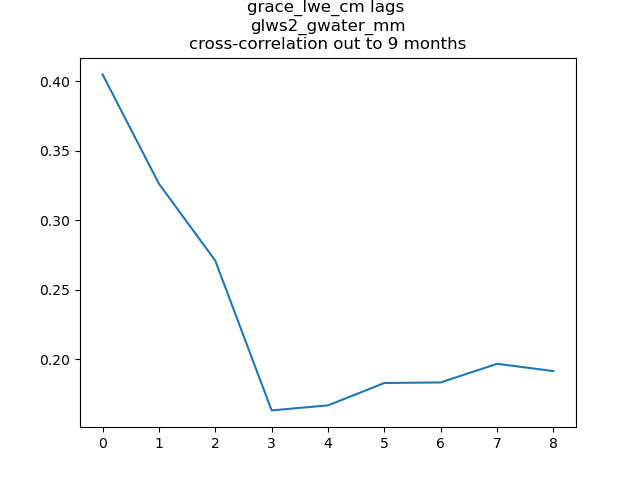 grace_lwe_cm lags
glws2_gwater_mm
cross-correlation out to 9 months
0.40
0.35
0.30
0.25
0.20
0 1 2 3 4 5 6 7 8